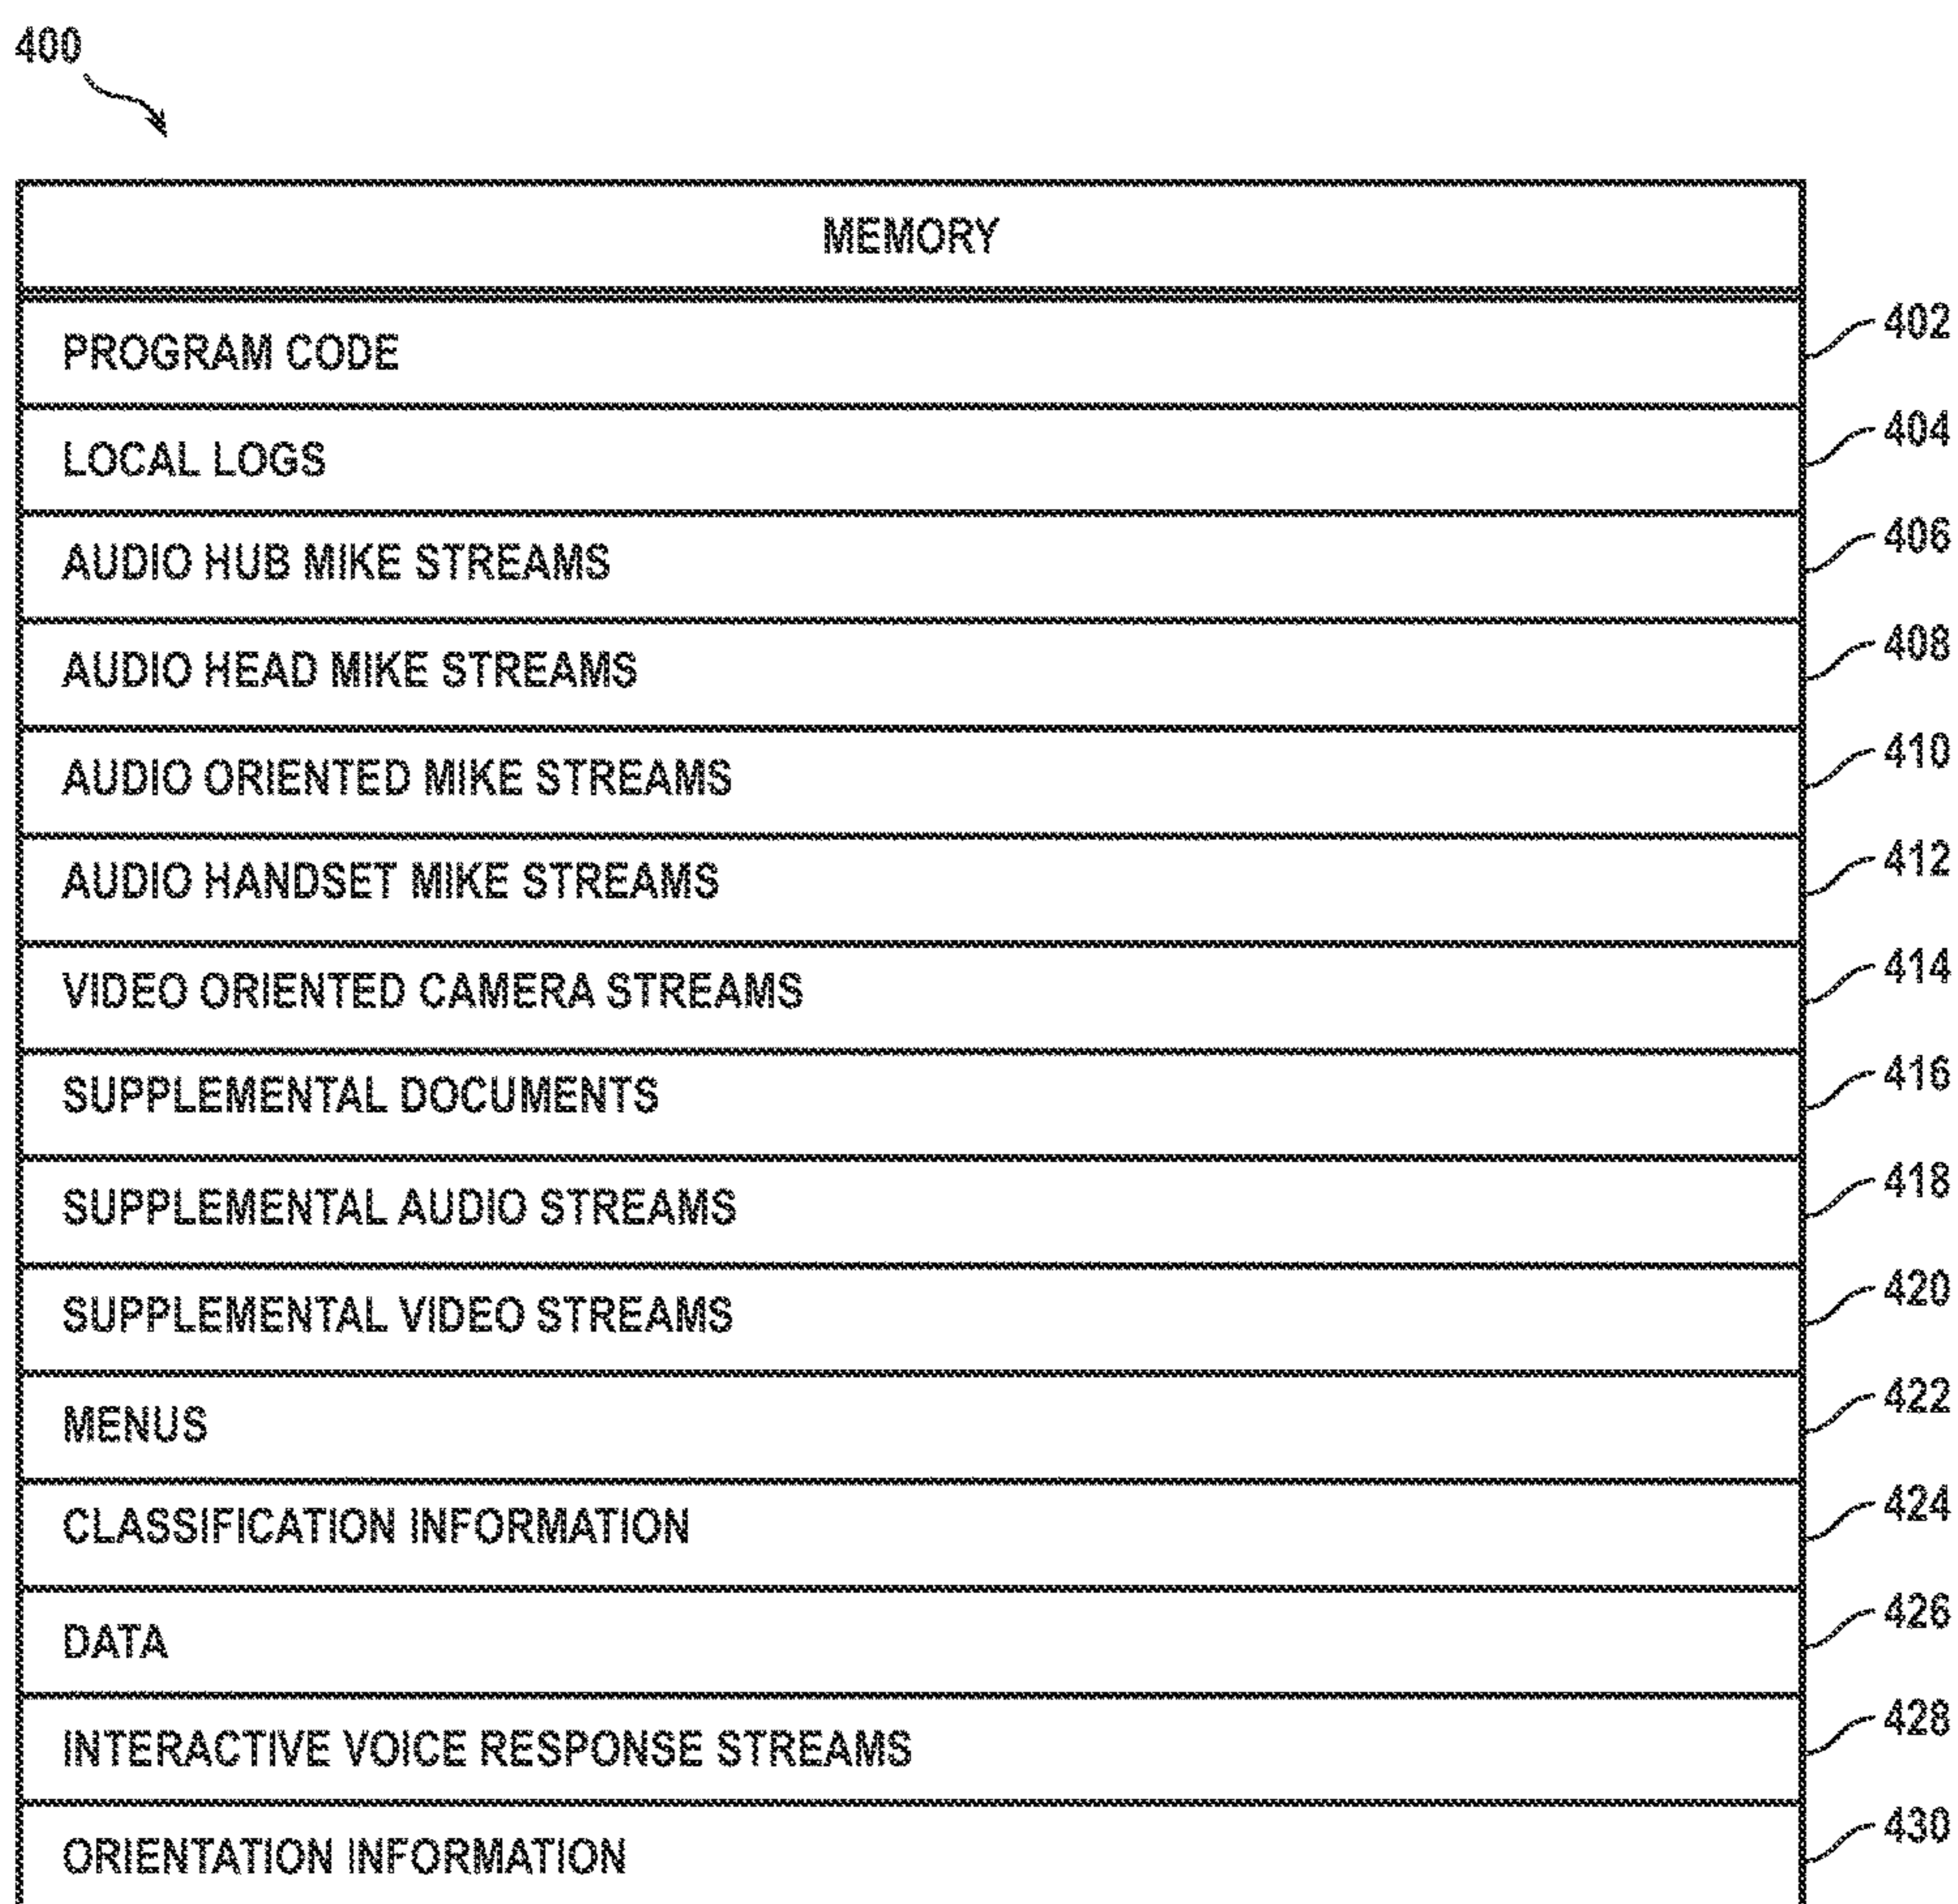 400
MEMORY
PROGRAM CODE 402
LOCAL LOGS 404
AUDIO HUB MIKE STREAMS 406
AUDIO HEAD MIKE STREAMS 408
AUDIO ORIENTED MIKE STREAMS 410
AUDIO HANDSET MIKE STREAMS 412
VIDEO ORIENTED CAMERA STREAMS 414
SUPPLEMENTAL DOCUMENTS 416
SUPPLEMENTAL AUDIO STREAMS 418
SUPPLEMENTAL VIDEO STREAMS 420
MENUS 422
CLASSIFICATION INFORMATION 424
DATA 426
INTERACTIVE VOICE RESPONSE STREAMS 428
ORIENTATION INFORMATION 430